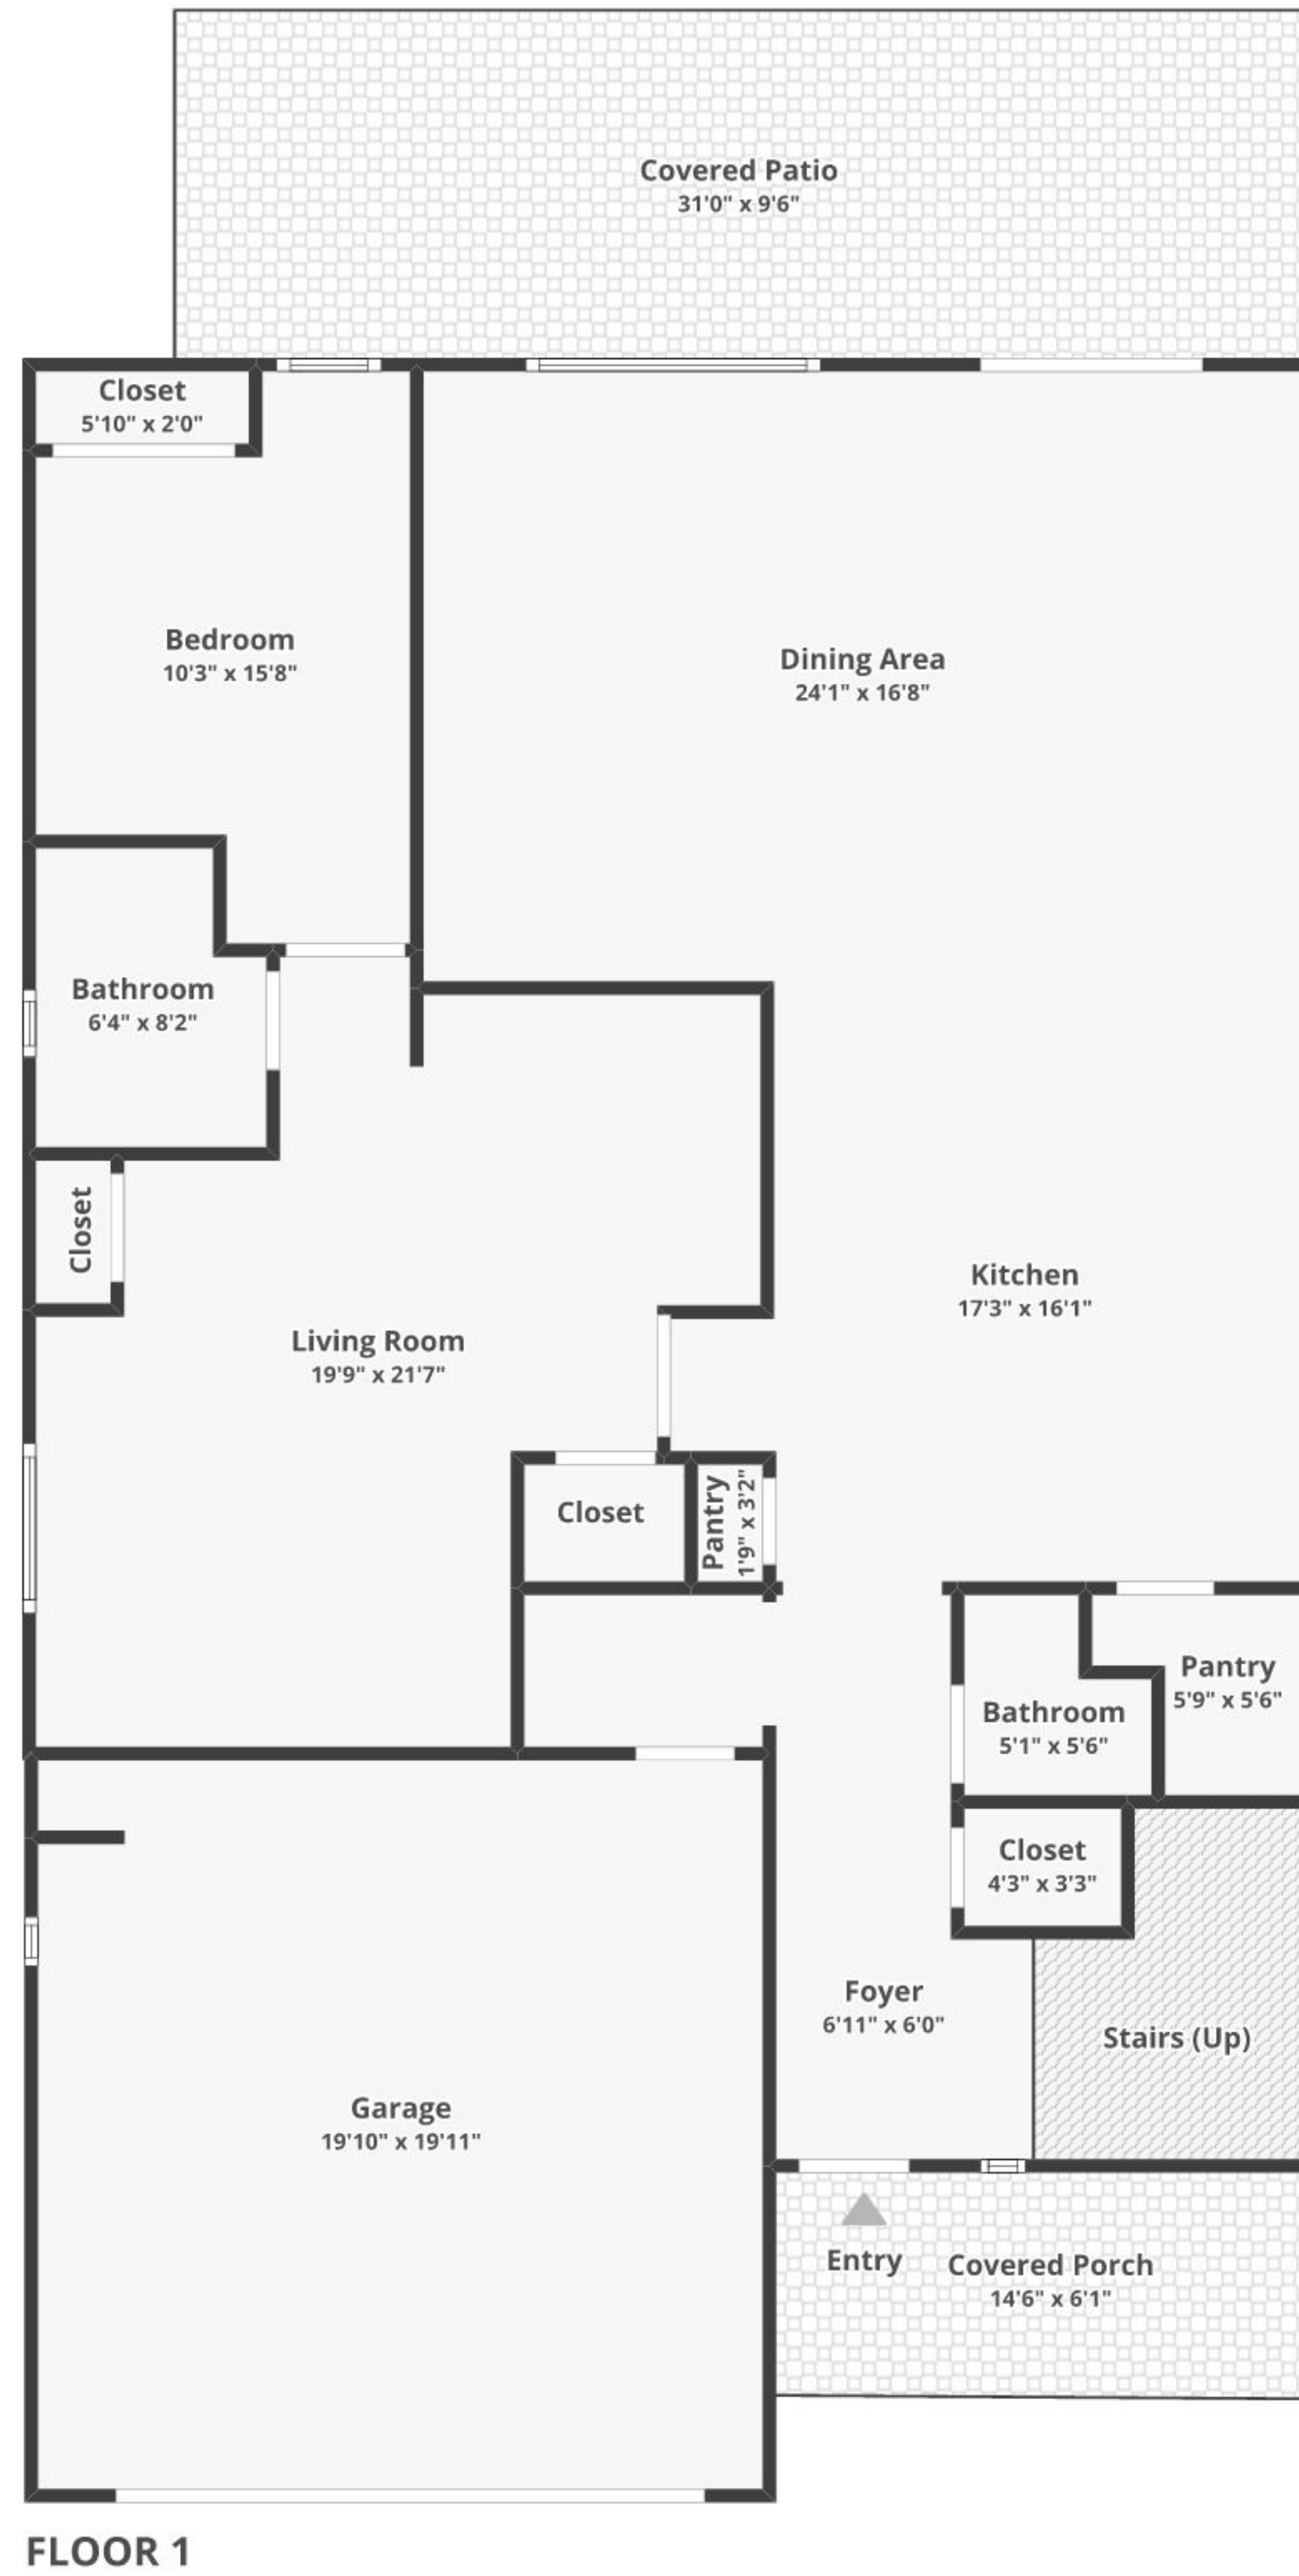 Covered Patio
31'0" x 9'6"
Closet
5'10" x 2'0"
Bedroom
10'3" x 15'8"
Dining Area
24'1" x 16'8"
Bathroom
6'4" x 8'2"
Closet
Kitchen
17'3" x 16'1"
Living Room
19'9" x 21'7"
Closet
Pantry
1'9" x 3'2"
Pantry
5'9" x 5'6"
Bathroom
5'1" x 5'6"
Closet
4'3" x 3'3"
Foyer
6'11" x 6'0"
Stairs (Up)
Garage
19'10" x 19'11"
Entry
Covered Porch
14'6" x 6'1"
FLOOR 1